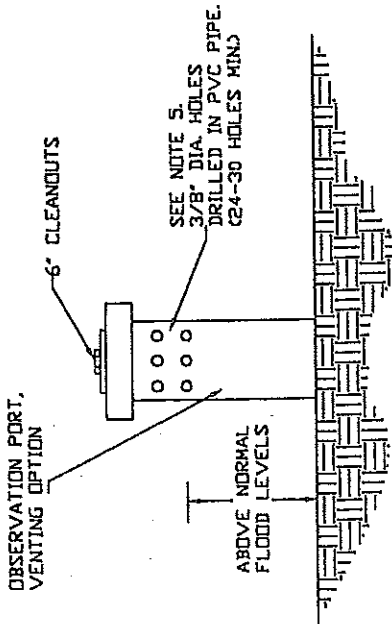 6" CLEANOUTS
OBSERVATION PORT,
VENTING OPTION
SEE NOTE 5.
3/8" DIA. HOLES
DRILLED IN PVC PIPE.
(24-30 HOLES MIN.)
ABOVE NORMAL
FLOOD LEVELS